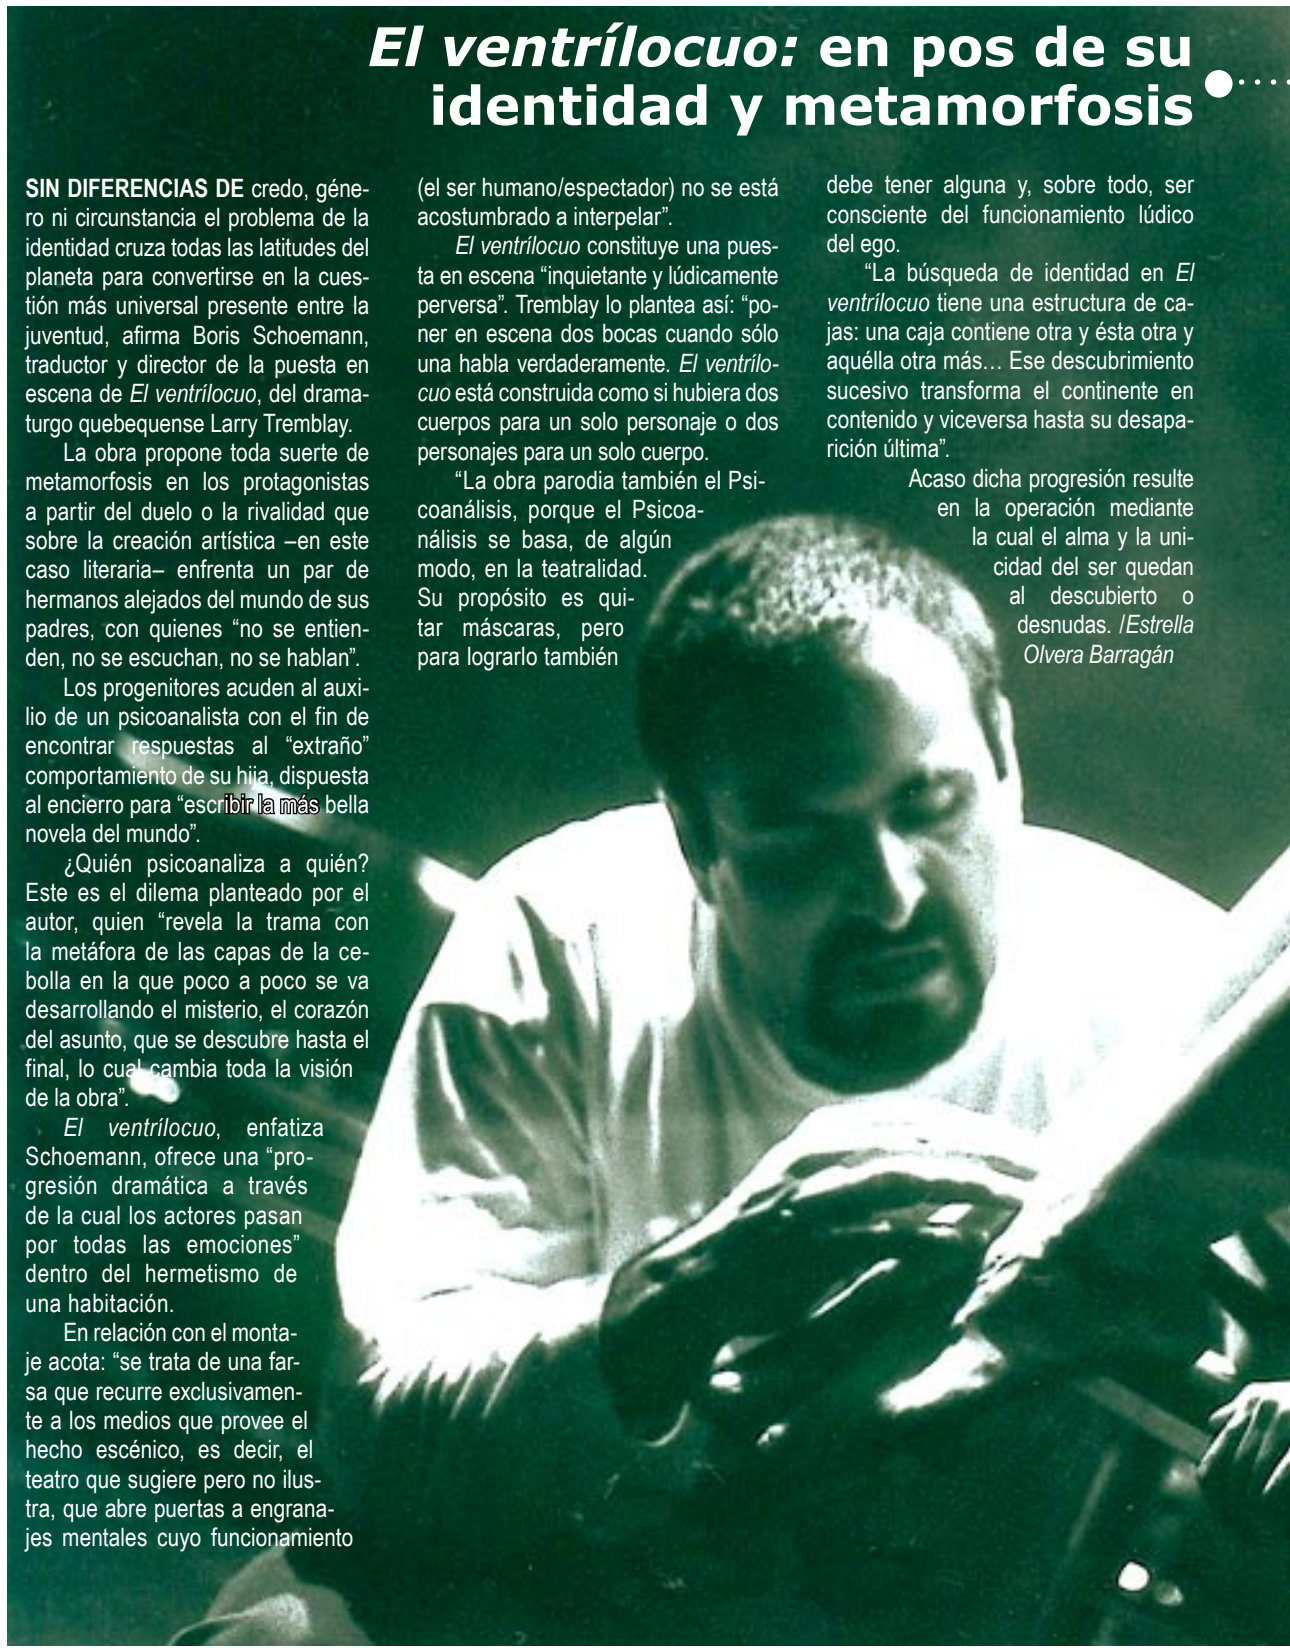 El ventrílocuo: en pos de su
identidad y metamorfosis
SIN DIFERENCIAS DE credo, géne-
ro ni circunstancia el problema de la
identidad cruza todas las latitudes del
planeta para convertirse en la cues-
tión más universal presente entre la
juventud, afirma Boris Schoemann,
traductor y director de la puesta en
escena de El ventrílocuo, del drama-
turgo quebequense Larry Tremblay.
La obra propone toda suerte de
metamorfosis en los protagonistas
a partir del duelo o la rivalidad que
sobre la creación artística –en este
caso literaria– enfrenta un par de
hermanos alejados del mundo de sus
padres, con quienes “no se entien-
den, no se escuchan, no se hablan”.
Los progenitores acuden al auxi-
lio de un psicoanalista con el fin de
encontrar respuestas al “extraño”
comportamiento de su hija, dispuesta
al encierro para “escribir la más bella
novela del mundo”.
¿Quién psicoanaliza a quién?
Este es el dilema planteado por el
autor, quien “revela la trama con
la metáfora de las capas de la ce-
bolla en la que poco a poco se va
desarrollando el misterio, el corazón
del asunto, que se descubre hasta el
final, lo cual cambia toda la visión
de la obra”.
El ventrílocuo, enfatiza
Schoemann, ofrece una “pro-
gresión dramática a través
de la cual los actores pasan
por todas las emociones”
dentro del hermetismo de
una habitación.
En relación con el monta-
je acota: “se trata de una far-
sa que recurre exclusivamen-
te a los medios que provee el
hecho escénico, es decir, el
teatro que sugiere pero no ilus-
tra, que abre puertas a engrana-
jes mentales cuyo funcionamiento
(el ser humano/espectador) no se está
acostumbrado a interpelar”.
El ventrílocuo constituye una pues-
ta en escena “inquietante y lúdicamente
perversa”. Tremblay lo plantea así: “po-
ner en escena dos bocas cuando sólo
una habla verdaderamente. El ventrílo-
cuo está construida como si hubiera dos
cuerpos para un solo personaje o dos
personajes para un solo cuerpo.
“La obra parodia también el Psi-
coanálisis, porque el Psicoa-
nálisis se basa, de algún
modo, en la teatralidad.
Su propósito es qui-
tar máscaras, pero
para lograrlo también
debe tener alguna y, sobre todo, ser
consciente del funcionamiento lúdico
del ego.
“La búsqueda de identidad en El
ventrílocuo tiene una estructura de ca-
jas: una caja contiene otra y ésta otra y
aquélla otra más… Ese descubrimiento
sucesivo transforma el continente en
contenido y viceversa hasta su desapa-
rición última”.
Acaso dicha progresión resulte
en la operación mediante
la cual el alma y la uni-
cidad del ser quedan
al descubierto o
desnudas. /Estrella
Olvera Barragán